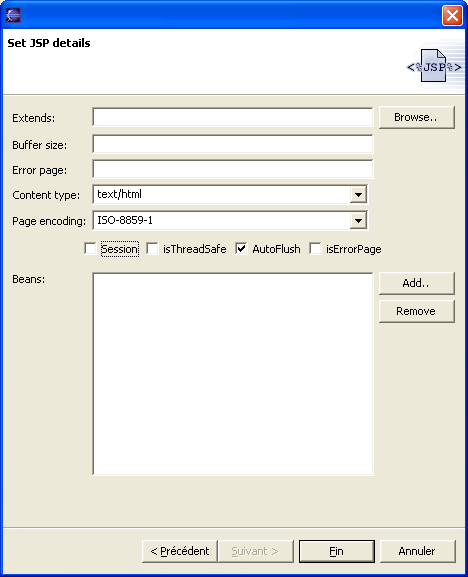 Set JSP details
<%JSP%>
Extends:
Browse..
Buffer size:
Error page:
Content type: text/html
Page encoding: ISO-8859-1
Session isThreadSafe AutoFlush isErrorPage
Beans:
Add..
Remove
< Précédent Suivant > Fin Annuler